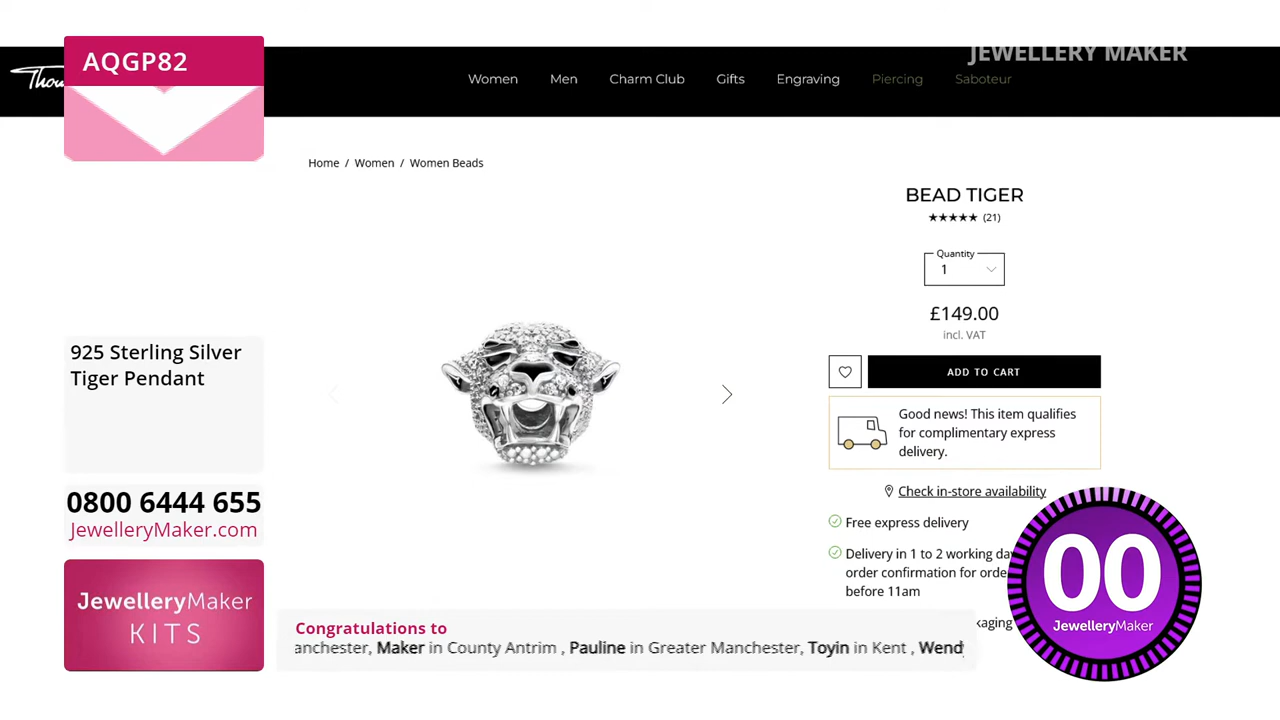 AQGP82
JEWELLERY MAKER
Women Men Charm Club Gifts Engraving Piercing Saboteur
Home / Women / Women Beads
BEAD TIGER
★★★★★ (21)
Quantity
1
£149.00
incl. VAT
ADD TO CART
Good news! This item qualifies
for complimentary express
delivery.
Check in-store availability
Free express delivery
Delivery in 1 to 2 working
order confirmation for
before 11am
925 Sterling Silver
Tiger Pendant
0800 6444 655
JewelleryMaker.com
JewelleryMaker
KITS
00
JewelleryMaker
Congratulations to
anchester, Maker in County Antrim , Pauline in Greater Manchester, Toyin in Kent , Wend